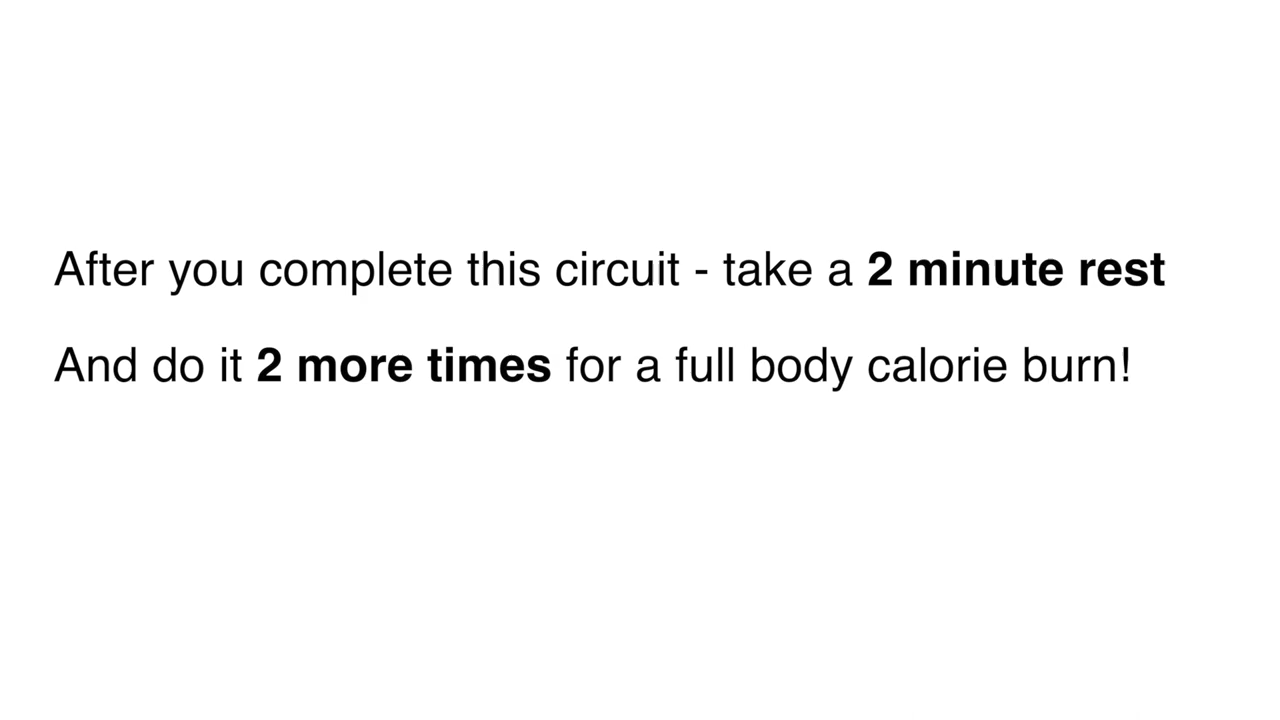 After you complete this circuit - take a 2 minute rest
And do it 2 more times for a full body calorie burn!